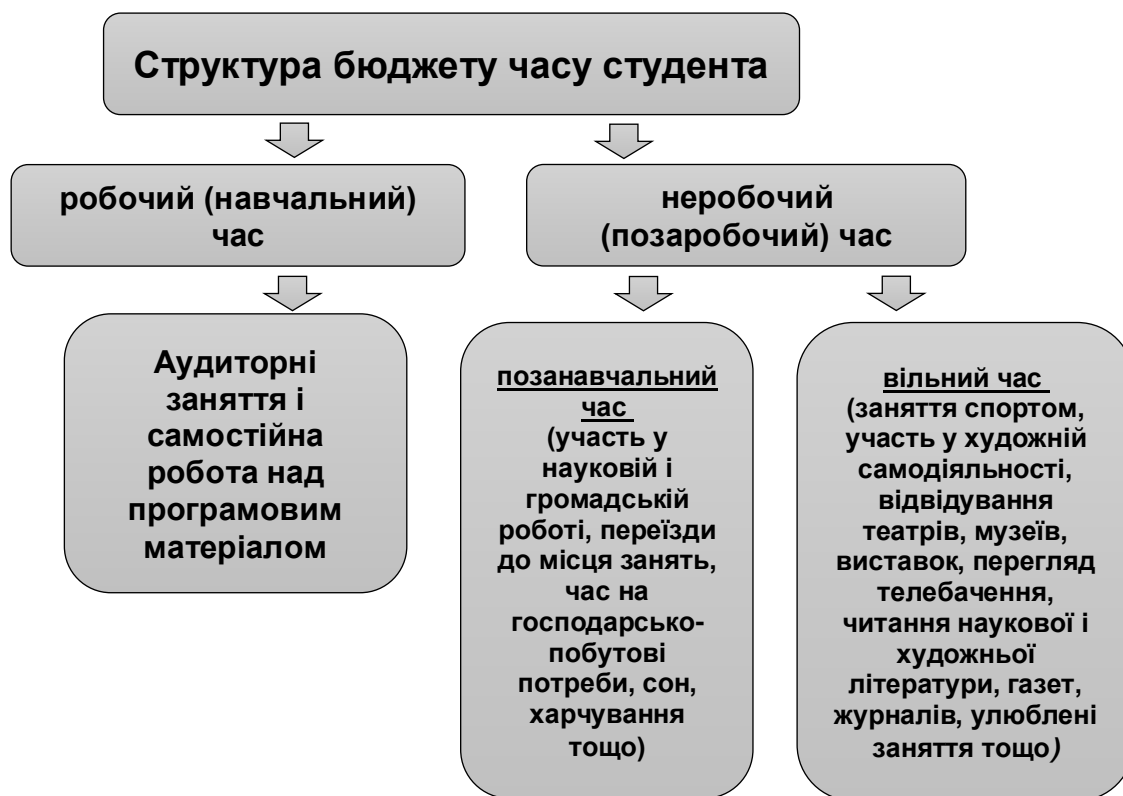 Структура бюджету часу студента
робочий (навчальний)
час
неробочий
(позаробочий) час
Аудиторні
заняття і
самостійна
робота над
програмовим
матеріалом
позанавчальний
час
(участь у
науковій і
громадській
роботі, переїзди
до місця занять,
час на
господарсько-
побутові
потреби, сон,
харчування
тощо)
вільний час
(заняття спортом,
участь у художній
самодіяльності,
відвідування
театрів, музеїв,
виставок, перегляд
телебачення,
читання наукової і
художньої
літератури, газет,
журналів, улюблені
заняття тощо)